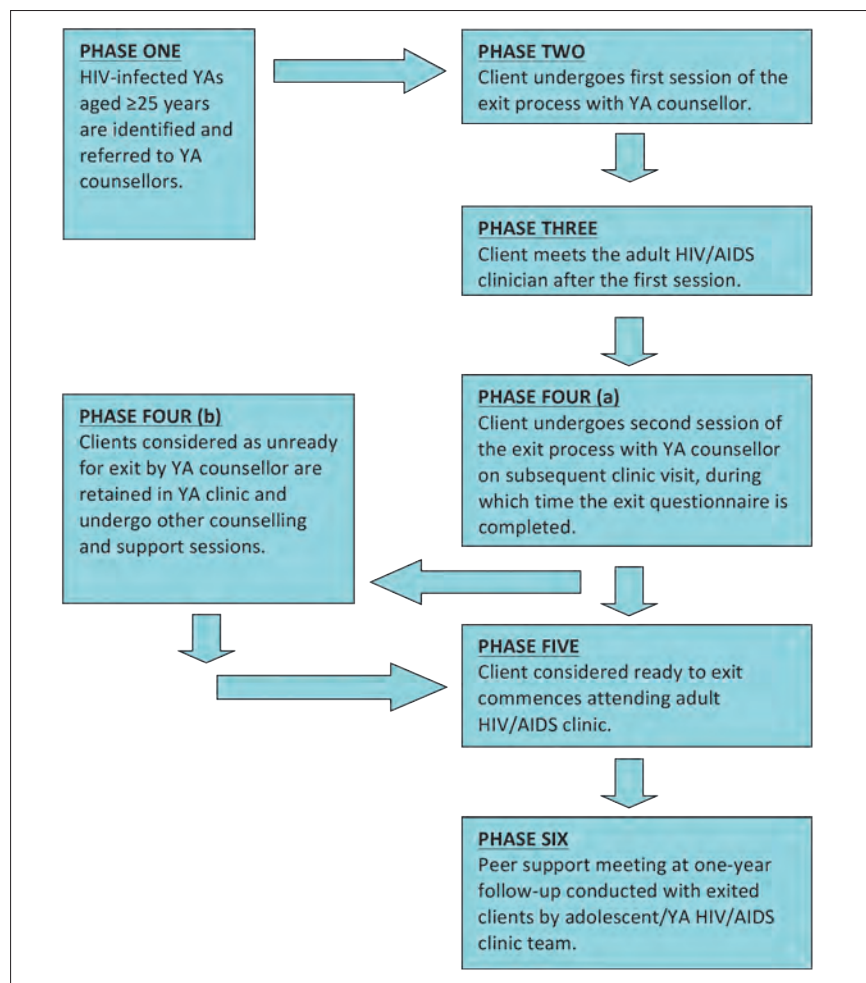 PHASE ONE
HIV-infected YAs
aged ≥25 years
are identified and
referred to YA
counsellors.
PHASE TWO
Client undergoes first session of the
exit process with YA counsellor.
PHASE THREE
Client meets the adult HIV/AIDS
clinician after the first session.
PHASE FOUR (a)
Client undergoes second session of
the exit process with YA counsellor
on subsequent clinic visit, during
which time the exit questionnaire is
completed.
PHASE FOUR (b)
Clients considered as unready
for exit by YA counsellor are
retained in YA clinic and
undergo other counselling
and support sessions.
PHASE FIVE
Client considered ready to exit
commences attending adult
HIV/AIDS clinic.
PHASE SIX
Peer support meeting at one-year
follow-up conducted with exited
clients by adolescent/YA HIV/AIDS
clinic team.